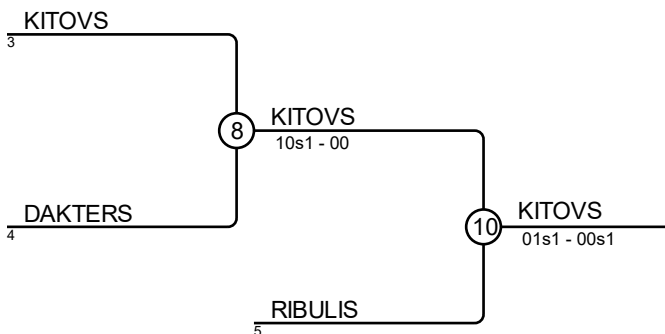 KITOVS
3
8
KITOVS
10s1 - 00
DAKTERS
4
10
KITOVS
01s1 - 00s1
RIBULIS
5